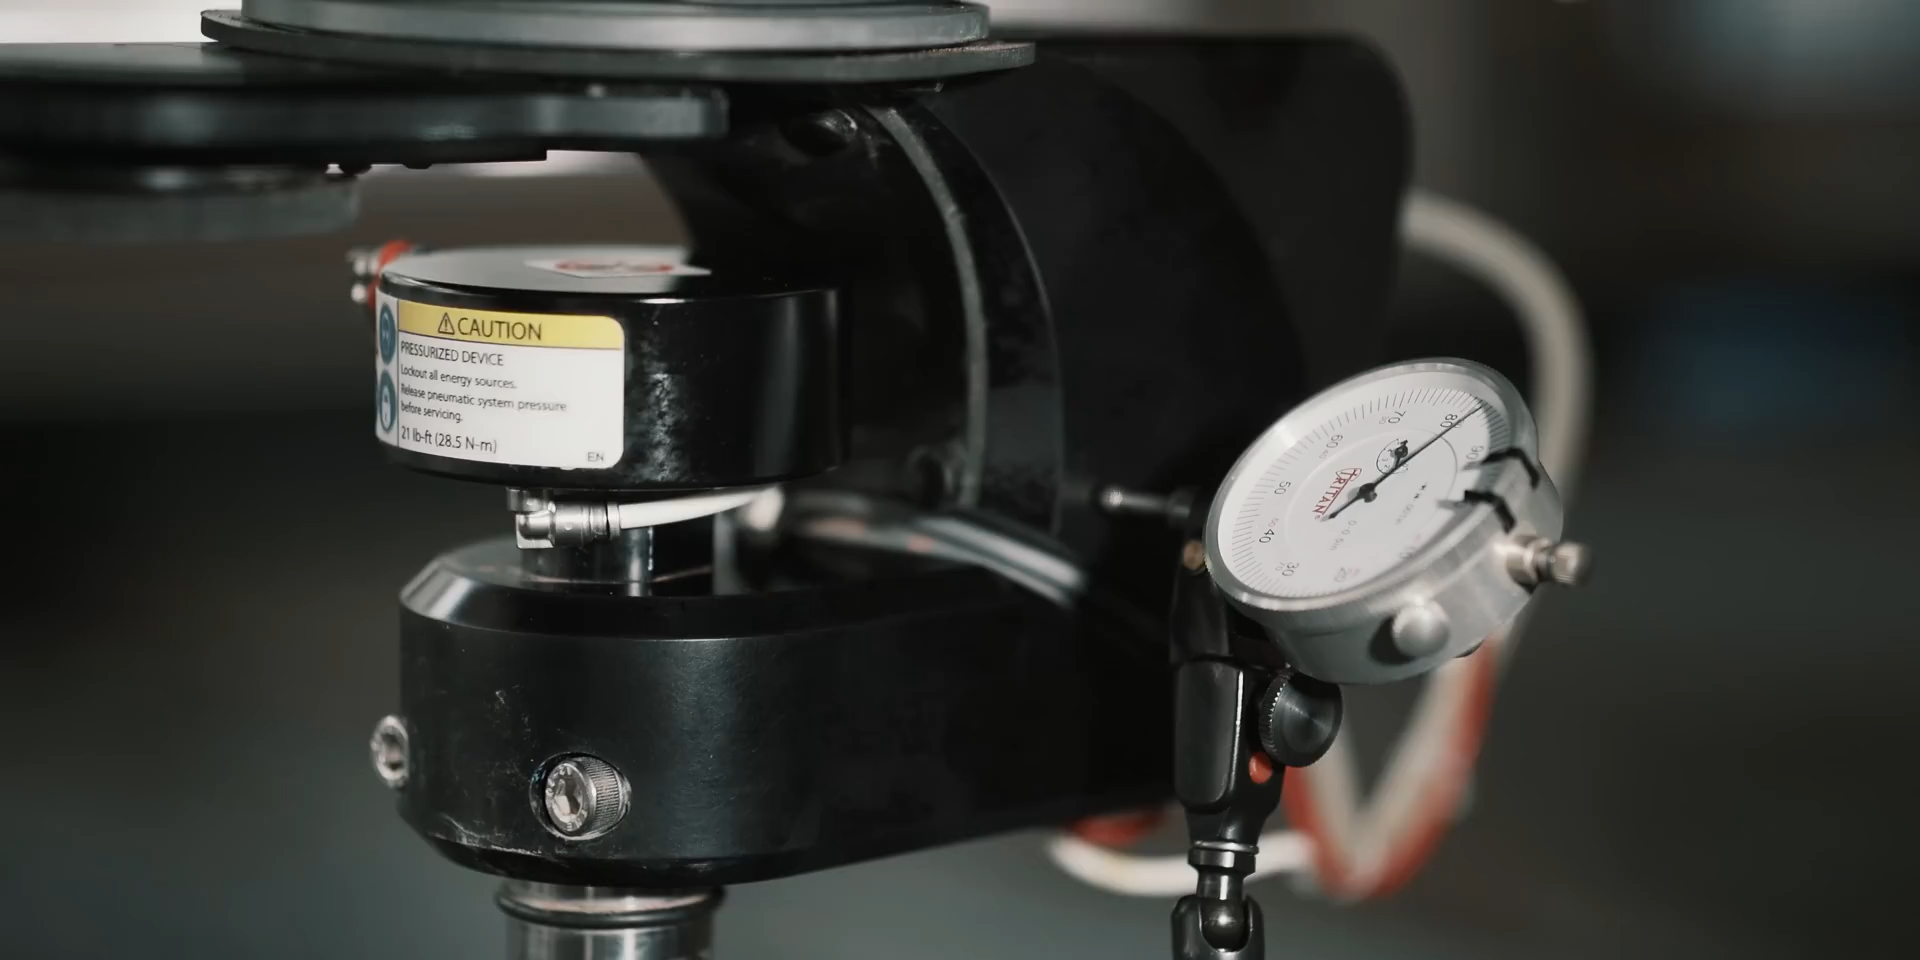 CAUTION
PRESSURIZED DEVICE
Lockout all energy sources.
Release pneumatic system pressure
before servicing.
21 lb-ft (28.5 N-m)
EN
30
40
50
60
70
80
90